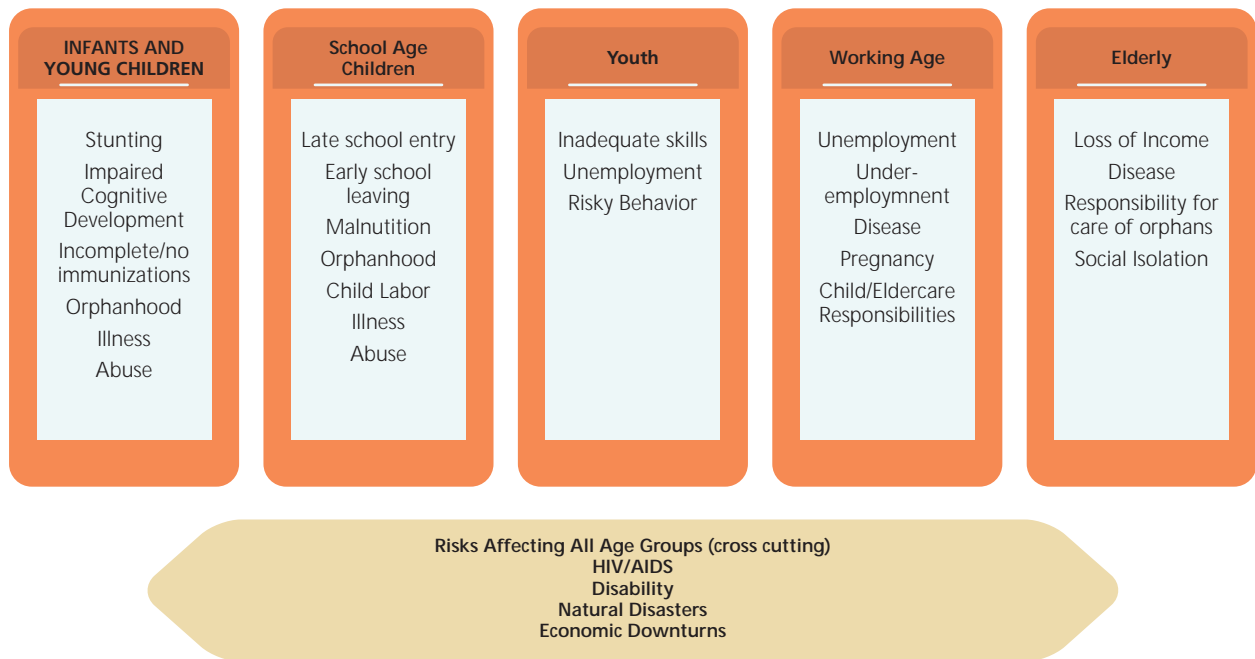 INFANTS AND
YOUNG CHILDREN
Stunting
Impaired
Cognitive
Development
Incomplete/no
immunizations
Orphanhood
Illness
Abuse
School Age
Children
Late school entry
Early school
leaving
Malnutition
Orphanhood
Child Labor
Illness
Abuse
Youth
Inadequate skills
Unemployment
Risky Behavior
Working Age
Unemployment
Under-
employmnent
Disease
Pregnancy
Child/Eldercare
Responsibilities
Elderly
Loss of Income
Disease
Responsibility for
care of orphans
Social Isolation
Risks Affecting All Age Groups (cross cutting)
HIV/AIDS
Disability
Natural Disasters
Economic Downturns